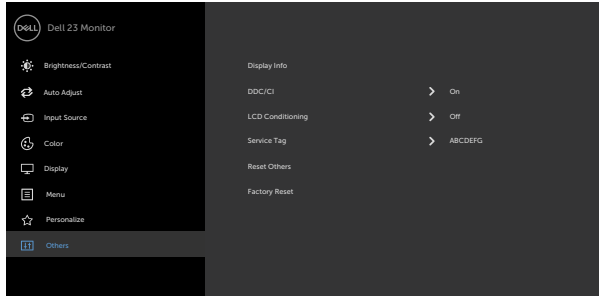 DELL Dell 23 Monitor
Brightness/Contrast
Auto Adjust
Input Source
Color
Display
Menu
Personalize
Others
Display Info
DDC/CI > On
LCD Conditioning > Off
Service Tag > ABCDEFG
Reset Others
Factory Reset